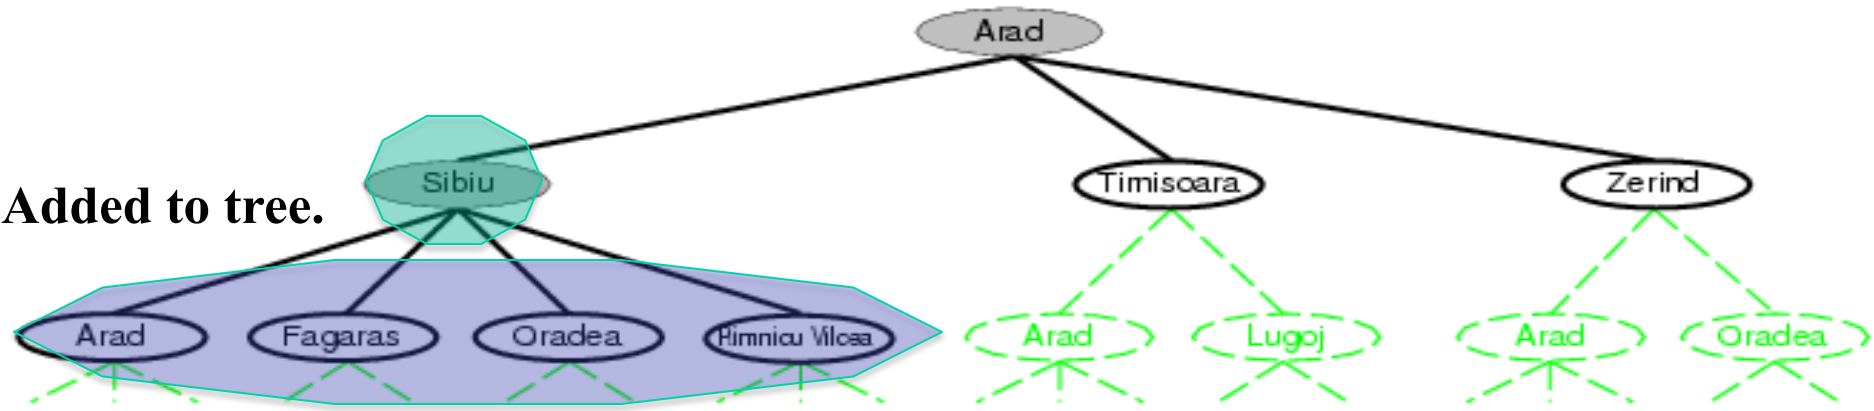 Arad
Sibiu
Timisoara
Zerind
Added to tree.
Arad
Fagaras
Oradea
Rimnicu Vilcea
Arad
Lugoj
Arad
Oradea